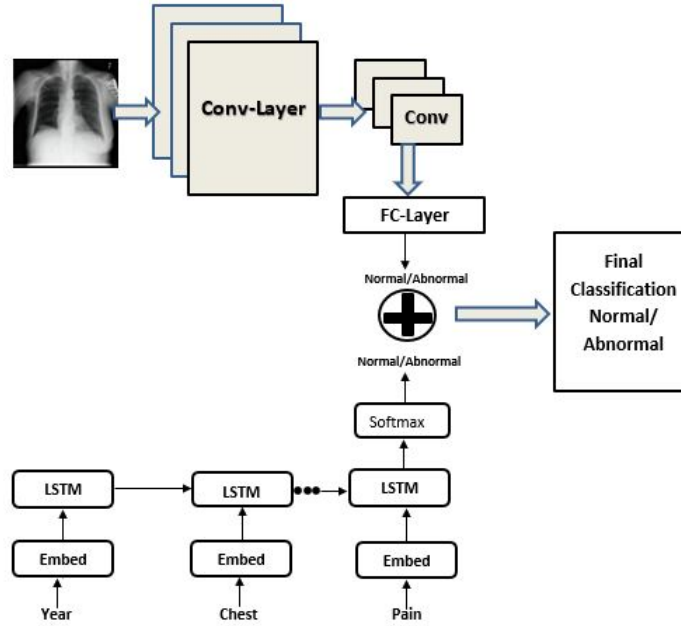 Conv-Layer
Conv
FC-Layer
Normal/Abnormal
Final
Classification
Normal/
Abnormal
Normal/Abnormal
Softmax
LSTM
LSTM
LSTM
Embed
Embed
Embed
Year
Chest
Pain